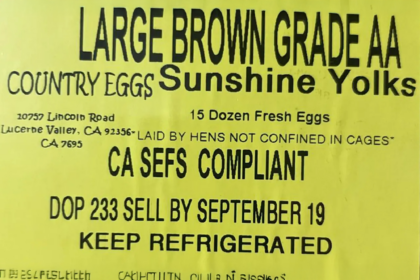 LARGE BROWN GRADE AA
COUNTRY EGGS Sunshine Yolks
20757 Lincoln Road
15 Dozen Fresh Eggs
Lucerne Valley, CA 92356
"LAID BY HENS NOT CONFINED IN CAGES"
CA 7695
CA SEFS COMPLIANT
DOP 233 SELL BY SEPTEMBER 19
KEEP REFRIGERATED